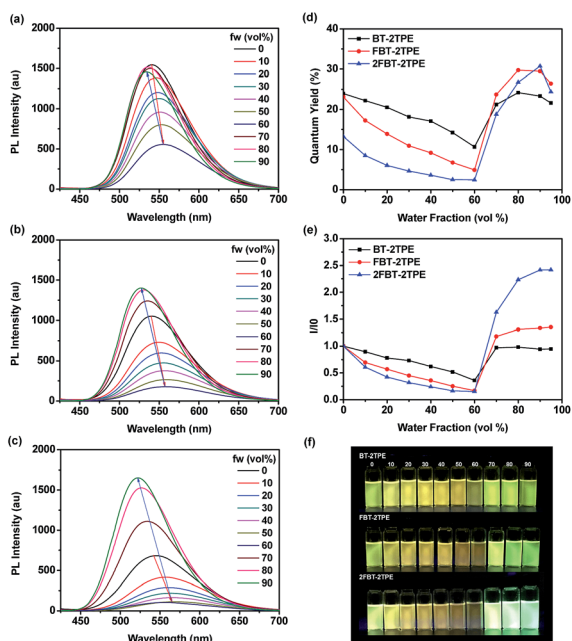 (a)
PL Intensity (au)
2000
1500
1000
500
0
450 500 550 600 650 700
Wavelength (nm)
fw (vol%)
0
10
20
30
40
50
60
70
80
90
(b)
PL Intensity (au)
2000
1500
1000
500
0
450 500 550 600 650 700
Wavelength (nm)
fw (vol%)
0
10
20
30
40
50
60
70
80
90
(c)
PL Intensity (au)
2000
1500
1000
500
0
450 500 550 600 650 700
Wavelength (nm)
fw (vol%)
0
10
20
30
40
50
60
70
80
90
(d)
Quantum Yield (%)
40
30
20
10
0
0 20 40 60 80 100
Water Fraction (vol %)
BT-2TPE
FBT-2TPE
2FBT-2TPE
(e)
I/I0
3.0
2.5
2.0
1.5
1.0
0.5
0.0
0 20 40 60 80 100
Water Fraction (vol %)
BT-2TPE
FBT-2TPE
2FBT-2TPE
(f)
BT-2TPE
0 10 20 30 40 50 60 70 80 90
FBT-2TPE
2FBT-2TPE